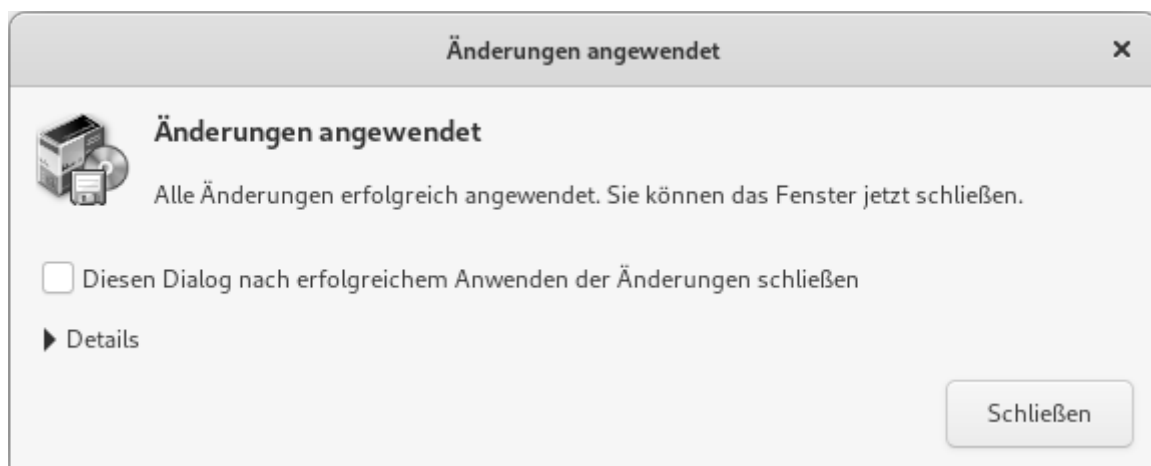 Änderungen angewendet
Änderungen angewendet
Alle Änderungen erfolgreich angewendet. Sie können das Fenster jetzt schließen.
Diesen Dialog nach erfolgreichem Anwenden der Änderungen schließen
Details
Schließen